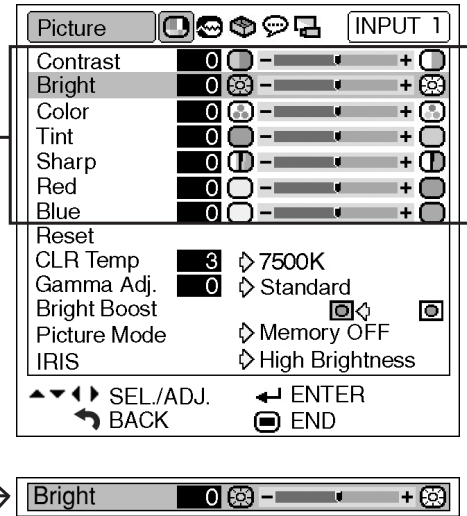 Picture INPUT 1
Contrast 0 - +
Bright 0 - +
Color 0 - +
Tint 0 - +
Sharp 0 - +
Red 0 - +
Blue 0 - +
Reset
CLR Temp 3 7500K
Gamma Adj. 0 Standard
Bright Boost
Picture Mode Memory OFF
IRIS High Brightness
SEL./ADJ. ENTER
BACK END
Bright 0 - +